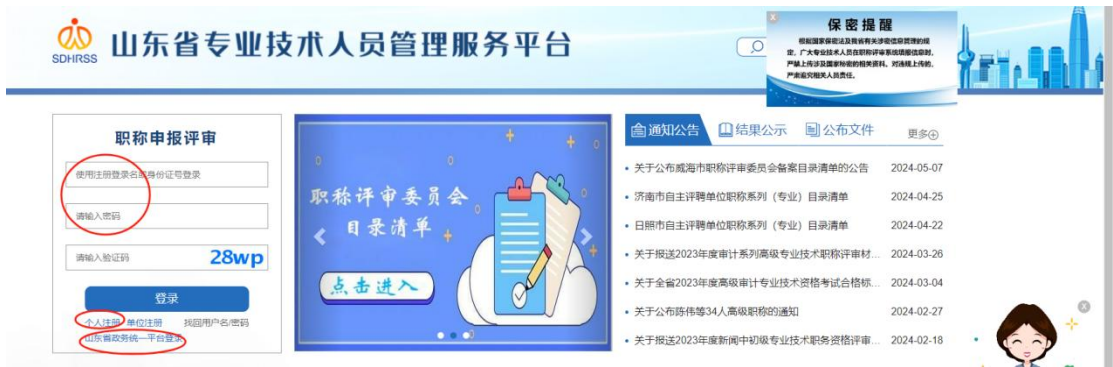 SDHRSS
山东省专业技术人员管理服务平台
保密提醒
根据国家保密法及我省有关涉密信息管理的规
定，广大专业技术人员在职称评审系统填报信息时，
严禁上传涉及国家秘密的相关资料。对违规上传的，
严肃追究相关人员责任。
职称申报评审
使用注册登录名或身份证号登录
请输入密码
请输入验证码
28wp
登录
个人注册 单位注册 找回用户名/密码
山东省政务统一平台登录
职称评审委员会
目录清单
点击进入
通知公告 结果公示 公布文件 更多
关于公布威海市职称评审委员会备案目录清单的公告 2024-05-07
济南市自主评聘单位职称系列（专业）目录清单 2024-04-25
日照市自主评聘单位职称系列（专业）目录清单 2024-04-22
关于报送2023年度审计系列高级专业技术职称评审材... 2024-03-26
关于全省2023年度高级审计专业技术资格考试合格标... 2024-03-04
关于公布陈伟等34人高级职称的通知 2024-02-27
关于报送2023年度新闻中初级专业技术职务资格评审... 2024-02-18